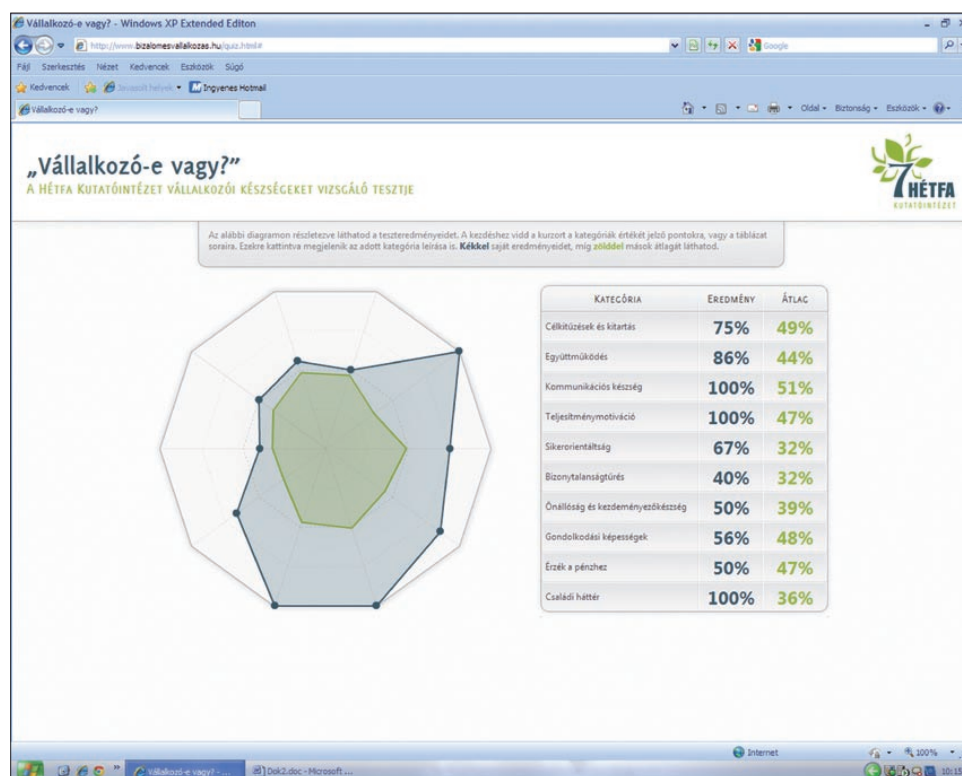 Vállalkozó-e vagy? - Windows XP Extended Editon
http://www.bizalomesvallalkozas.hu/quiz.html#
Google
Fájl Szerkesztés Nézet Kedvencek Eszközök Súgó
Kedvencek Javasolt helyek Ingyenes Hotmail
Vállalkozó-e vagy?
Oldal Biztonság Eszközök
„Vállalkozó-e vagy?”
A Hétfa Kutatóintézet vállalkozói készségeket vizsgáló tesztje
7 HÉTFA
KUTATÓINTÉZET
Az alábbi diagramon részletezve láthatod a teszteredményeidet. A kezdéshez vidd a kurzort a kategóriák értékét jelző pontokra, vagy a táblázat
soraira. Ezekre kattintva megjelenik az adott kategória leírása is. Kékkel saját eredményeidet, míg zölddel mások átlagát láthatod.
Kategória Eredmény Átlag
Célkitűzések és kitartás 75% 49%
Együttműködés 86% 44%
Kommunikációs készség 100% 51%
Teljesítménymotiváció 100% 47%
Sikerorientáltság 67% 32%
Bizonytalanságtűrés 40% 32%
Önállóság és kezdeményezőkészség 50% 39%
Gondolkodási képességek 56% 48%
Érzék a pénzhez 50% 47%
Családi háttér 100% 36%
Internet 100%
Vállalkozó-e vagy? - ... Dok2.doc - Microsoft ... 10:15